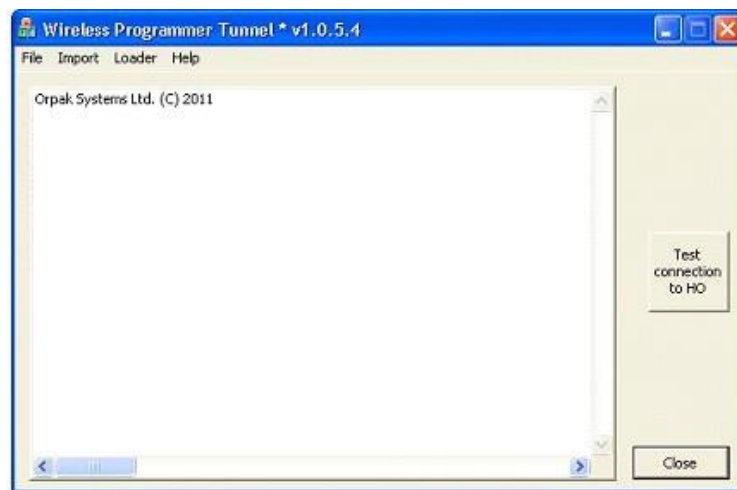 Wireless Programmer Tunnel * v1.0.5.4
File Import Loader Help
Orpak Systems Ltd. (C) 2011
Test
connection
to HO
Close